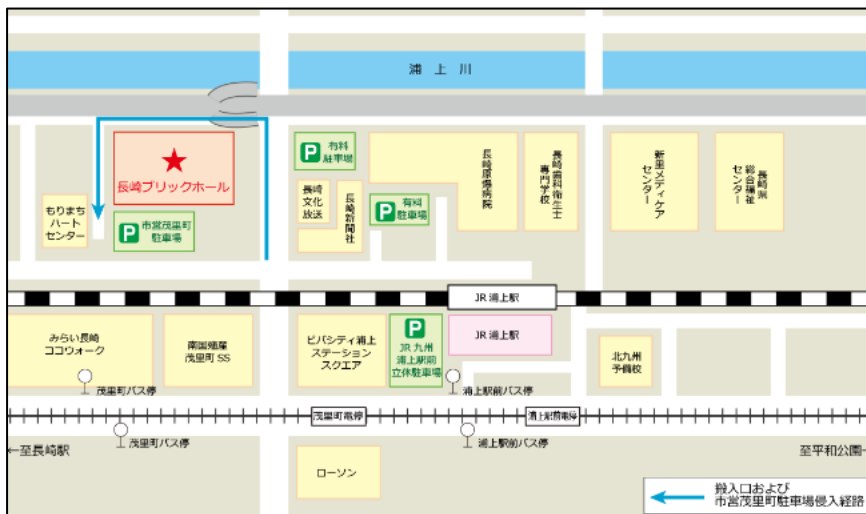 浦上川
P 有料
駐車場
長崎ブリックホール
長崎
文化
放送
長崎新聞社
P 有料
駐車場
長崎原爆病院
長崎歯科衛生士
専門学校
新里メディケア
センター
長崎県
総合福祉
センター
もりまち
ハート
センター
P 市営茂里町
駐車場
JR 浦上駅
みらい長崎
ココウォーク
南国殖産
茂里町 SS
ビバシティ浦上
ステーション
スクエア
P
JR 九州
浦上駅前
立体駐車場
JR 浦上駅
北九州
予備校
茂里町バス停
浦上駅前バス停
茂里町電停
浦上駅前電停
←至長崎駅
茂里町バス停
浦上駅前バス停
至平和公園→
ローソン
搬入口および
市営茂里町駐車場侵入経路